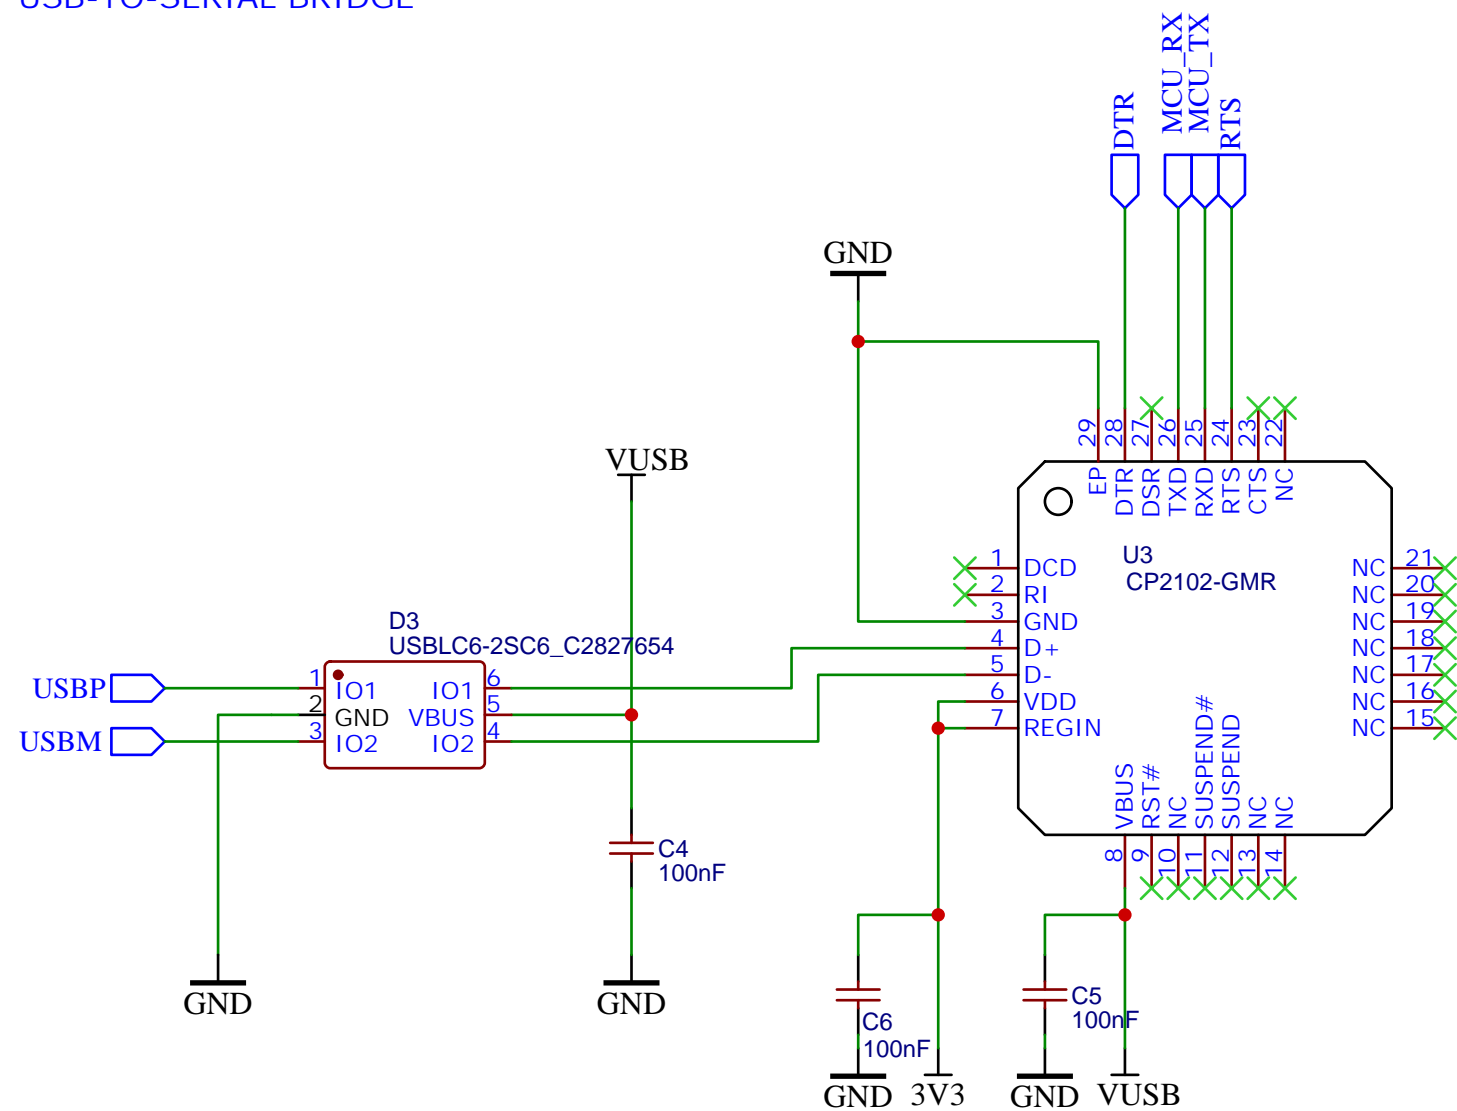 USB-TO-SERIAL BRIDGE
DTR
MCU_RX
MCU_TX
RTS
GND
29
28
27
26
25
24
23
22
EP
DTR
DSR
TXD
RXD
RTS
CTS
NC
VUSB
U3
CP2102-GMR
1 DCD
2 RI
3 GND
4 D+
5 D-
6 VDD
7 REGIN
NC 21
NC 20
NC 19
NC 18
NC 17
NC 16
NC 15
D3
USBLC6-2SC6_C2827654
USBP
USBM
1 IO1
2 GND
3 IO2
IO1 6
VBUS 5
IO2 4
VBUS
RST#
NC
SUSPEND#
SUSPEND
NC
NC
8
9
10
11
12
13
14
C4
100nF
GND
GND
C6
100nF
C5
100nF
GND
3V3
GND
VUSB